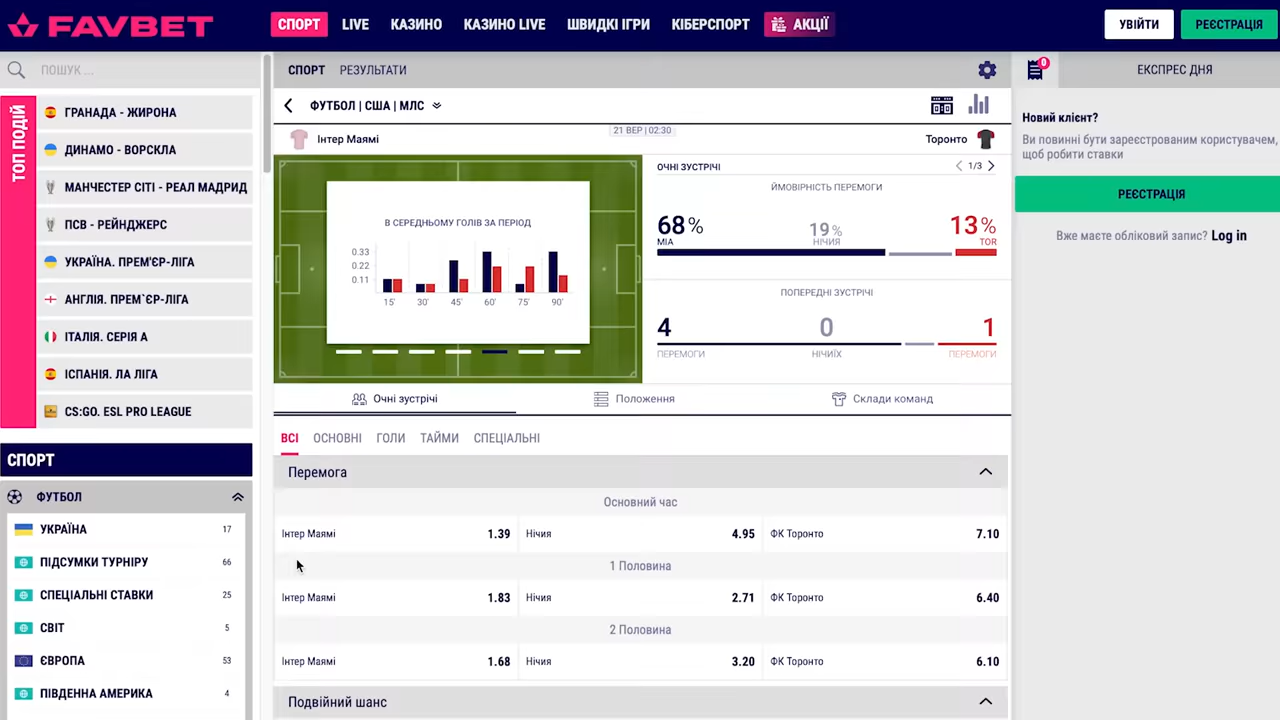 FAVBET
СПОРТ
LIVE
КАЗИНО
КАЗИНО LIVE
ШВИДКІ ІГРИ
КІБЕРСПОРТ
АКЦІЇ
УВІЙТИ
РЕЄСТРАЦІЯ
ПОШУК ...
ТОП ПОДІЙ
ГРАНАДА - ЖИРОНА
ДИНАМО - ВОРСКЛА
МАНЧЕСТЕР СІТІ - РЕАЛ МАДРИД
ПСВ - РЕЙНДЖЕРС
УКРАЇНА. ПРЕМ'ЄР-ЛІГА
АНГЛІЯ. ПРЕМ`ЄР-ЛІГА
ІТАЛІЯ. СЕРІЯ А
ІСПАНІЯ. ЛА ЛІГА
CS:GO. ESL PRO LEAGUE
СПОРТ
ФУТБОЛ
УКРАЇНА 17
ПІДСУМКИ ТУРНІРУ 66
СПЕЦІАЛЬНІ СТАВКИ 25
СВІТ 5
ЄВРОПА 53
ПІВДЕННА АМЕРИКА 4
СПОРТ РЕЗУЛЬТАТИ
ФУТБОЛ | США | МЛС
21 ВЕР | 02:30
Інтер Маямі
Торонто
В СЕРЕДНЬОМУ ГОЛІВ ЗА ПЕРІОД
0.33
0.22
0.11
15' 30' 45' 60' 75' 90'
ОЧНІ ЗУСТРІЧІ
1/3
ЙМОВІРНІСТЬ ПЕРЕМОГИ
68% 19% 13%
MIA НІЧИЯ TOR
ПОПЕРЕДНІ ЗУСТРІЧІ
4 0 1
ПЕРЕМОГИ НІЧИЇХ ПЕРЕМОГИ
Очні зустрічі
Положення
Склади команд
ВСІ ОСНОВНІ ГОЛИ ТАЙМИ СПЕЦІАЛЬНІ
Перемога
Основний час
Інтер Маямі 1.39 Нічия 4.95 ФК Торонто 7.10
1 Половина
Інтер Маямі 1.83 Нічия 2.71 ФК Торонто 6.40
2 Половина
Інтер Маямі 1.68 Нічия 3.20 ФК Торонто 6.10
Подвійний шанс
0
ЕКСПРЕС ДНЯ
Новий клієнт?
Ви повинні бути зареєстрованим користувачем,
щоб робити ставки
РЕЄСТРАЦІЯ
Вже маєте обліковий запис? Log in